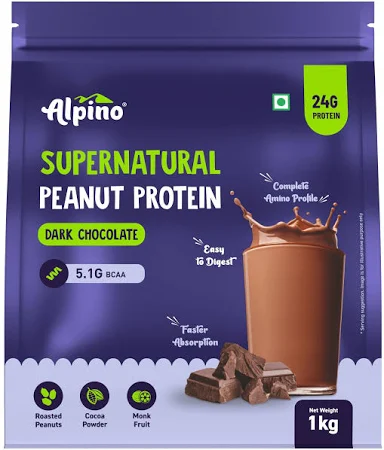 Alpino®
24G
PROTEIN
SUPERNATURAL
PEANUT PROTEIN
DARK CHOCOLATE
5.1G BCAA
Complete
Amino Profile
Easy
To Digest
Faster
Absorption
* Serving suggestion. Image is for illustration purpose only
Roasted
Peanuts
Cocoa
Powder
Monk
Fruit
Net Weight
1kg